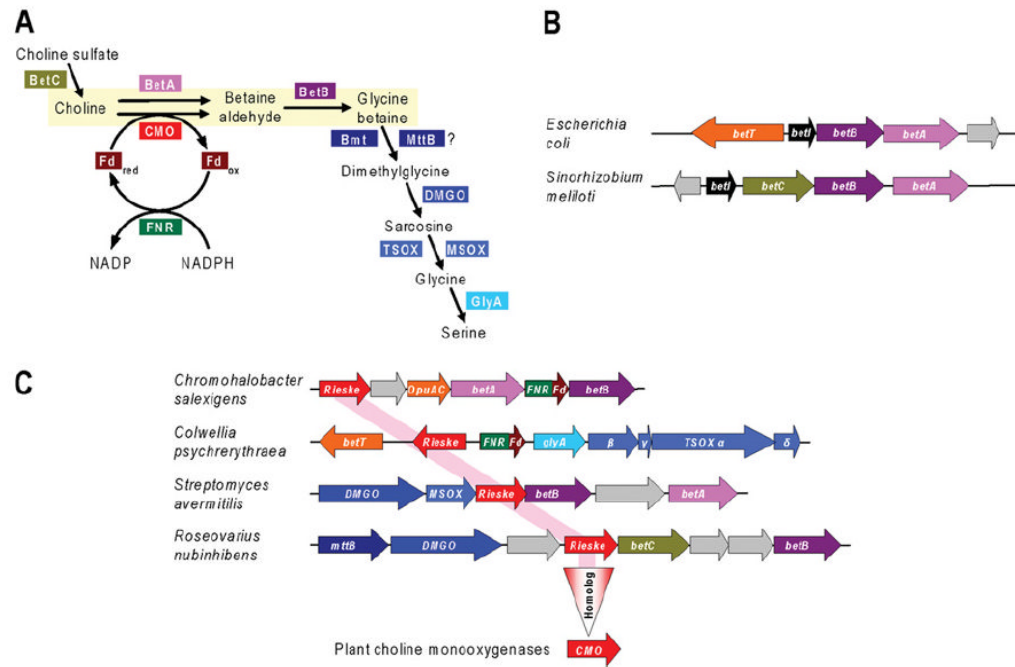 A
Choline sulfate
BetC
BetA
BetB
Choline
Betaine aldehyde
Glycine betaine
CMO
Bmt
MttB ?
Fd red
Fd ox
Dimethylglycine
DMGO
FNR
Sarcosine
TSOX
MSOX
NADP
NADPH
Glycine
GlyA
Serine
B
Escherichia coli
betT betI betB betA
Sinorhizobium meliloti
betI betC betB betA
C
Chromohalobacter salexigens
Rieske OpuAC betA FNR Fd betB
Colwellia psychrerythraea
betT Rieske FNR Fd glyA β γ TSOX α δ
Streptomyces avermitilis
DMGO MSOX Rieske betB betA
Roseovarius nubinhibens
mttB DMGO Rieske betC betB
Homolog
Plant choline monooxygenases
CMO